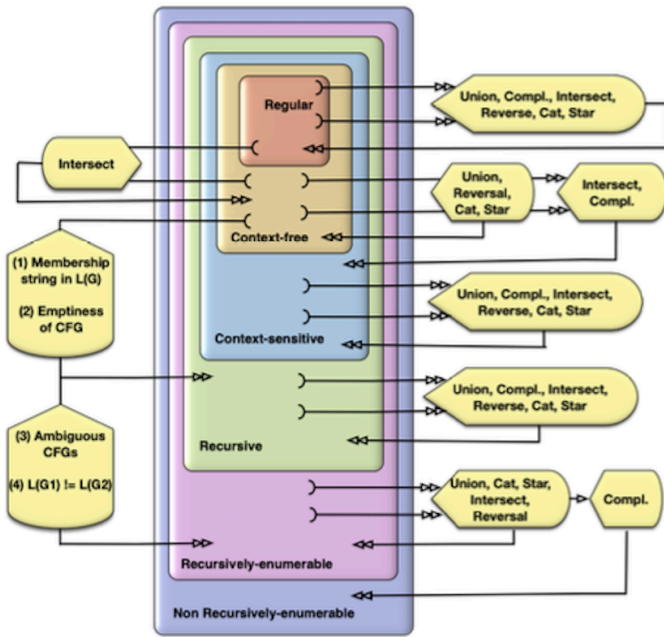 Regular
Union, Compl., Intersect,
Reverse, Cat, Star
Intersect
Union,
Reversal,
Cat, Star
Intersect,
Compl.
Context-free
(1) Membership
string in L(G)
(2) Emptiness
of CFG
Union, Compl., Intersect,
Reverse, Cat, Star
Context-sensitive
Union, Compl., Intersect,
Reverse, Cat, Star
(3) Ambiguous
CFGs
(4) L(G1) != L(G2)
Recursive
Union, Cat, Star,
Intersect,
Reversal
Compl.
Recursively-enumerable
Non Recursively-enumerable